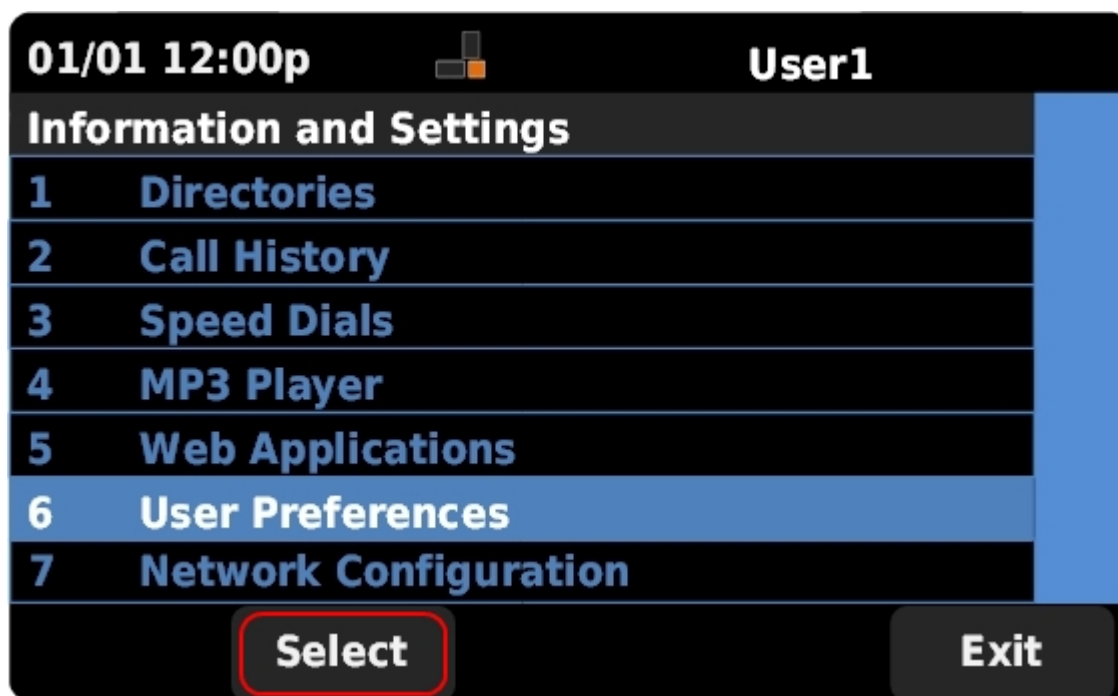 01/01 12:00p User1
Information and Settings
1 Directories
2 Call History
3 Speed Dials
4 MP3 Player
5 Web Applications
6 User Preferences
7 Network Configuration
Select Exit